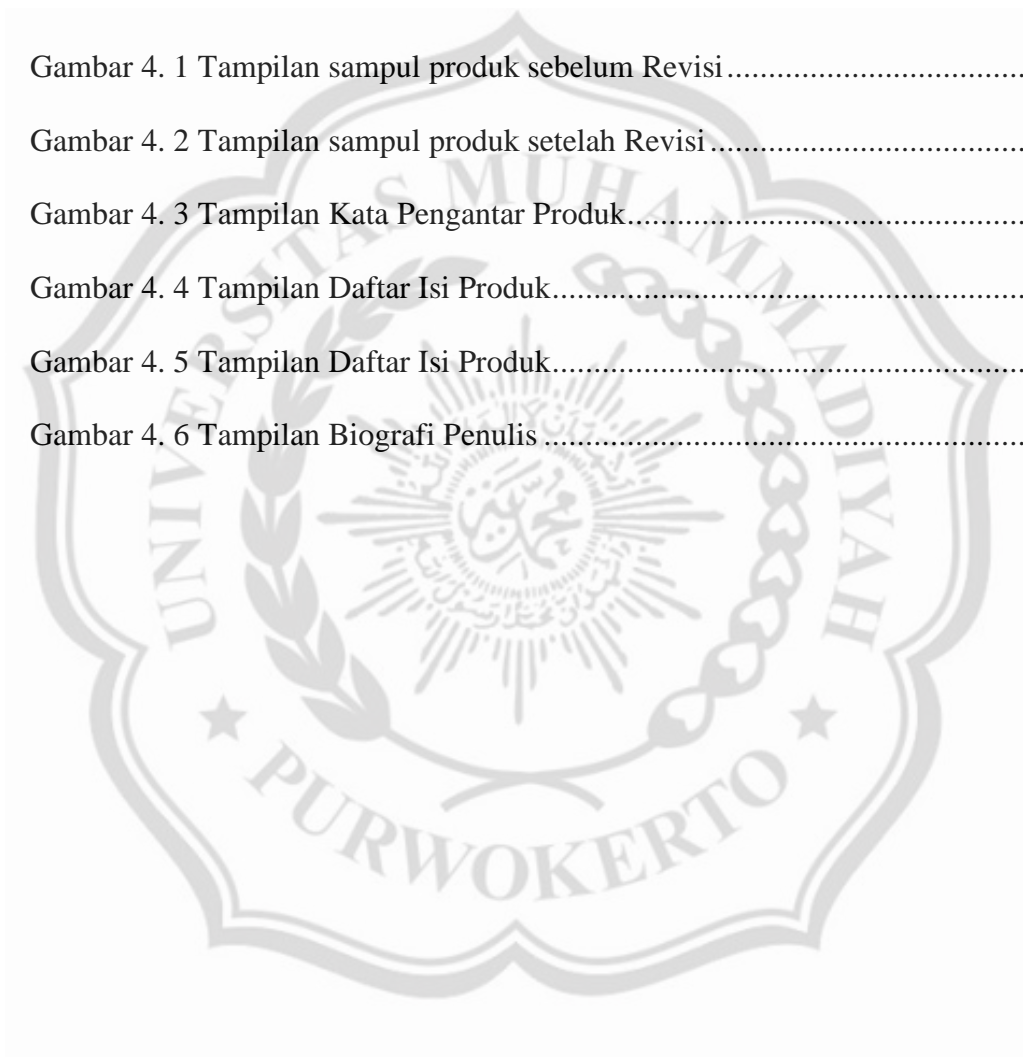 Gambar 4. 1 Tampilan sampul produk sebelum Revisi....................................
Gambar 4. 2 Tampilan sampul produk setelah Revisi......................................
Gambar 4. 3 Tampilan Kata Pengantar Produk................................................
Gambar 4. 4 Tampilan Daftar Isi Produk.........................................................
Gambar 4. 5 Tampilan Daftar Isi Produk.........................................................
Gambar 4. 6 Tampilan Biografi Penulis..........................................................
UNIVERSITAS MUHAMMADIYAH
PURWOKERTO